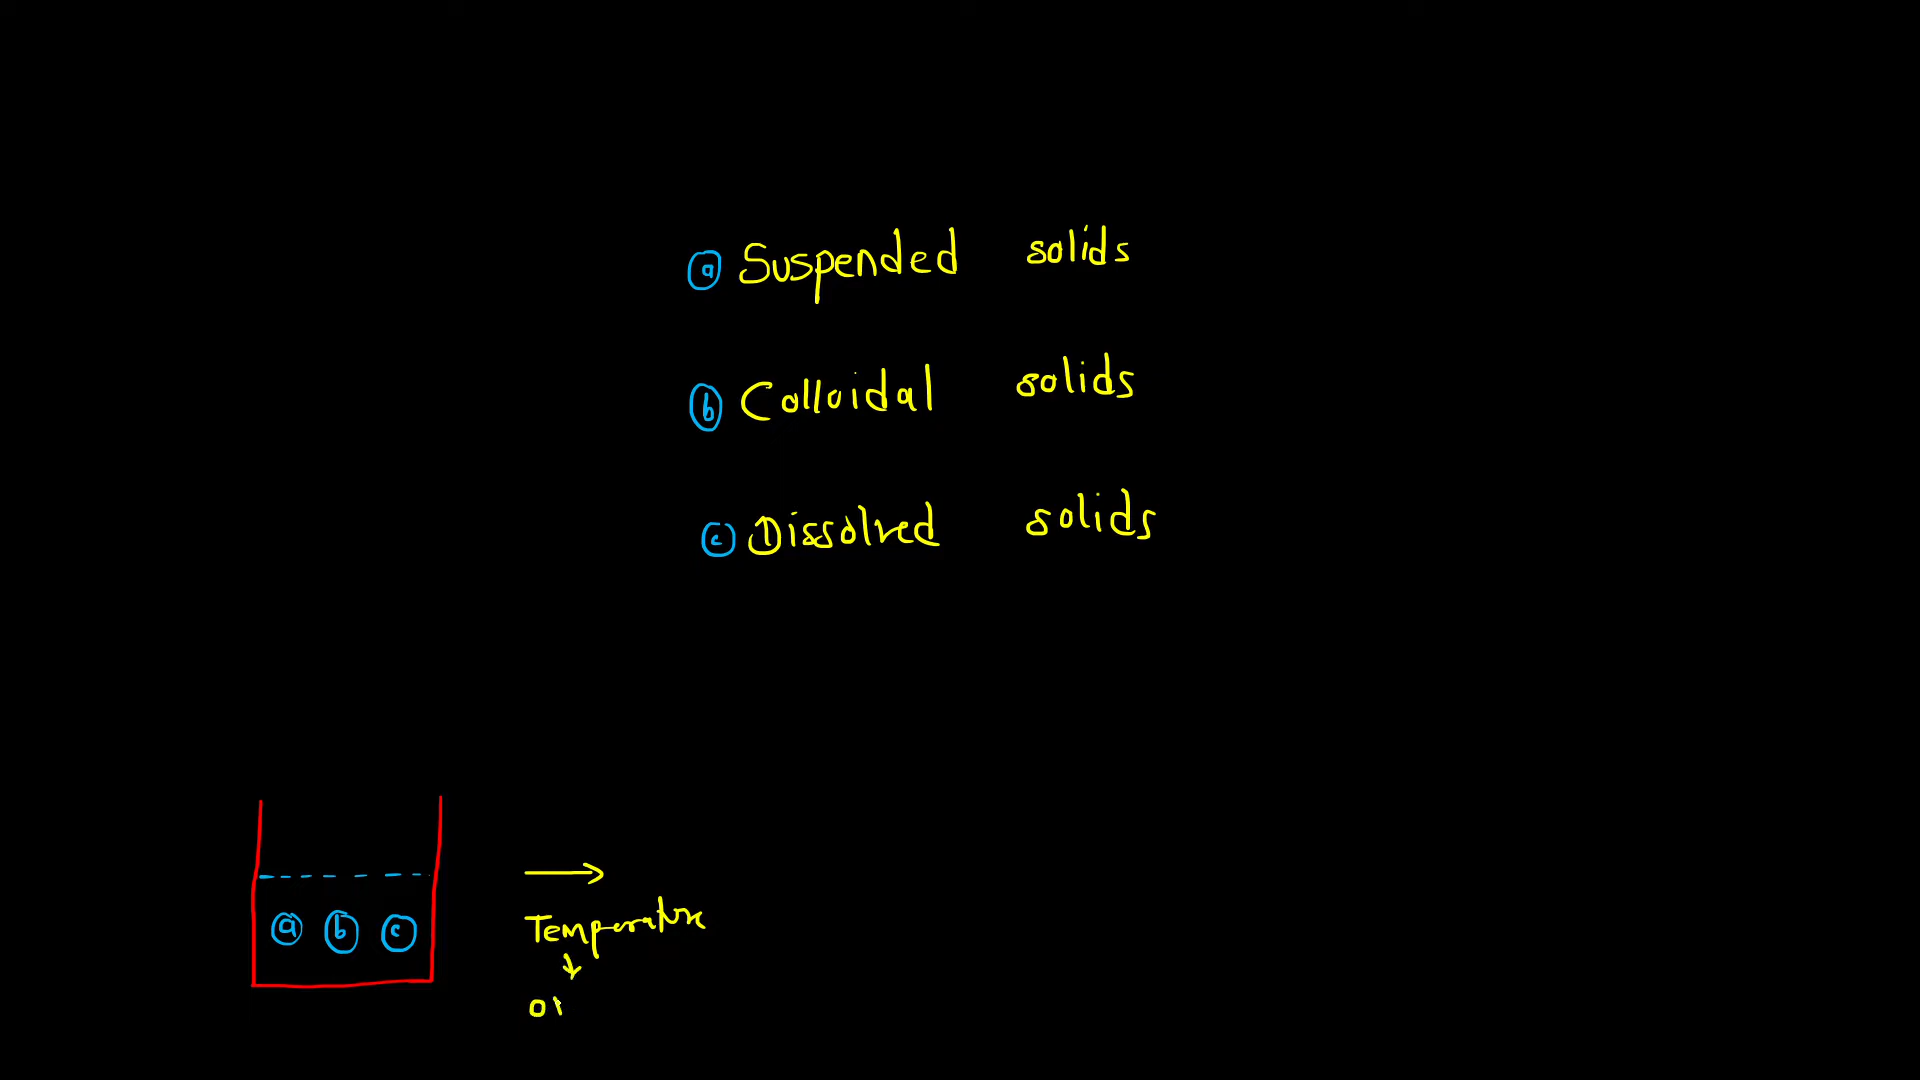 a Suspended solids
b Colloidal solids
c Dissolved solids
a b c
Temperature